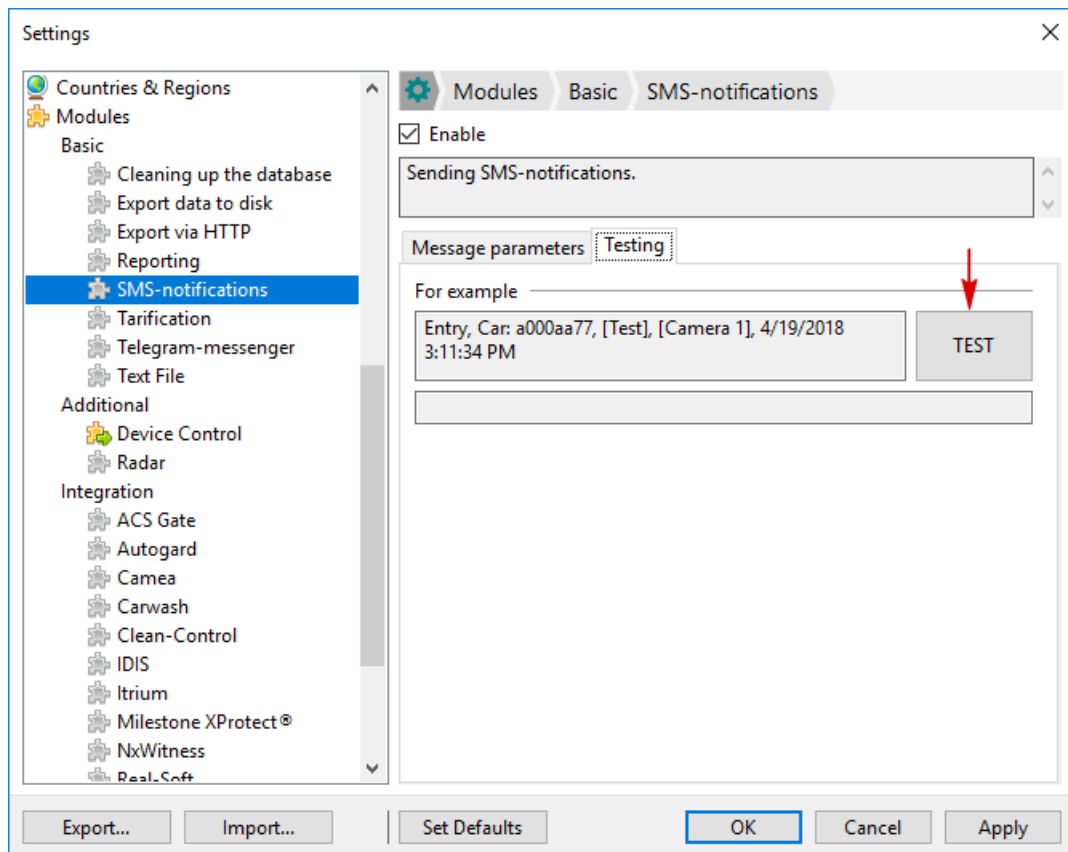 Settings
Countries & Regions
Modules
Basic
Cleaning up the database
Export data to disk
Export via HTTP
Reporting
SMS-notifications
Tarification
Telegram-messenger
Text File
Additional
Device Control
Radar
Integration
ACS Gate
Autogard
Camea
Carwash
Clean-Control
IDIS
Itrium
Milestone XProtect®
NxWitness
Real-Soft
Modules Basic SMS-notifications
Enable
Sending SMS-notifications.
Message parameters Testing
For example
Entry, Car: a000aa77, [Test], [Camera 1], 4/19/2018
3:11:34 PM
TEST
Export... Import... Set Defaults OK Cancel Apply